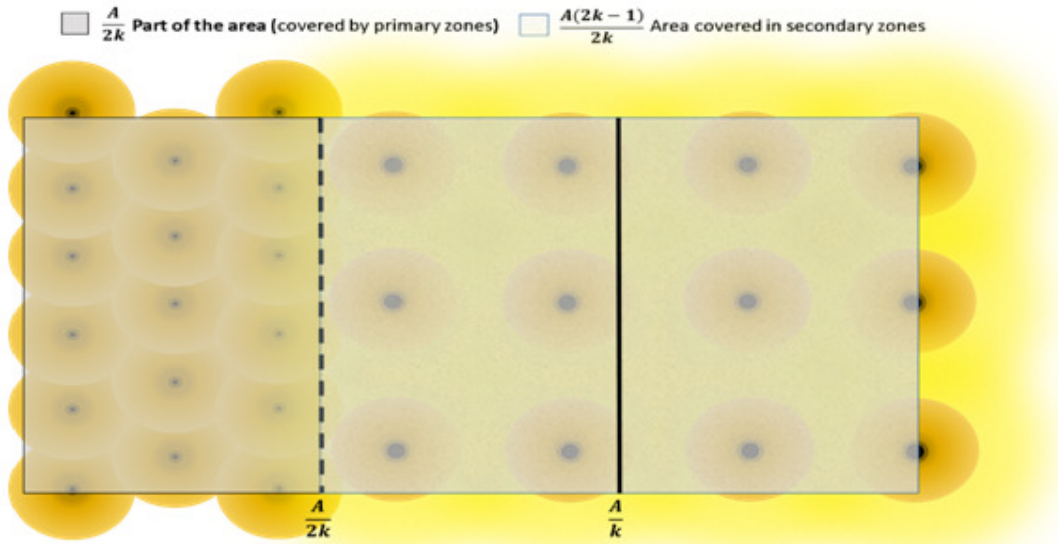 A/2k Part of the area (covered by primary zones) A(2k − 1)/2k Area covered in secondary zones
A/2k A/k